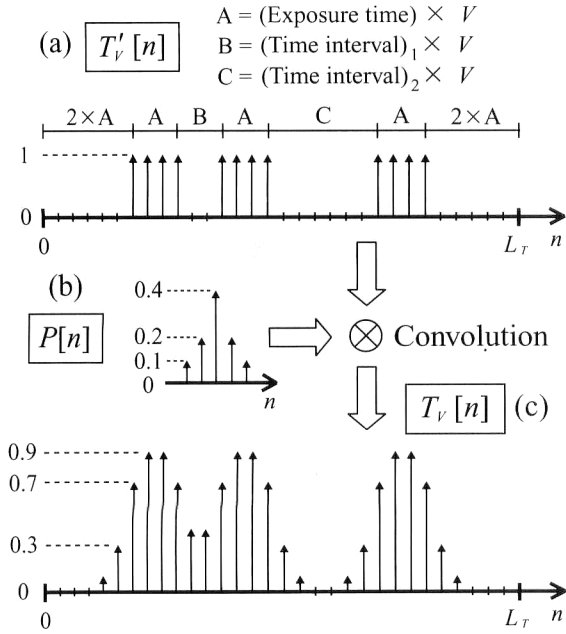 A = (Exposure time) × V
(a) T'V [n] B = (Time interval)1 × V
C = (Time interval)2 × V
2×A A B A C A 2×A
1
0
0 LT n
(b)
P[n]
0.4
0.2
0.1
0
n
Convolution
TV [n] (c)
0.9
0.7
0.3
0
0 LT n